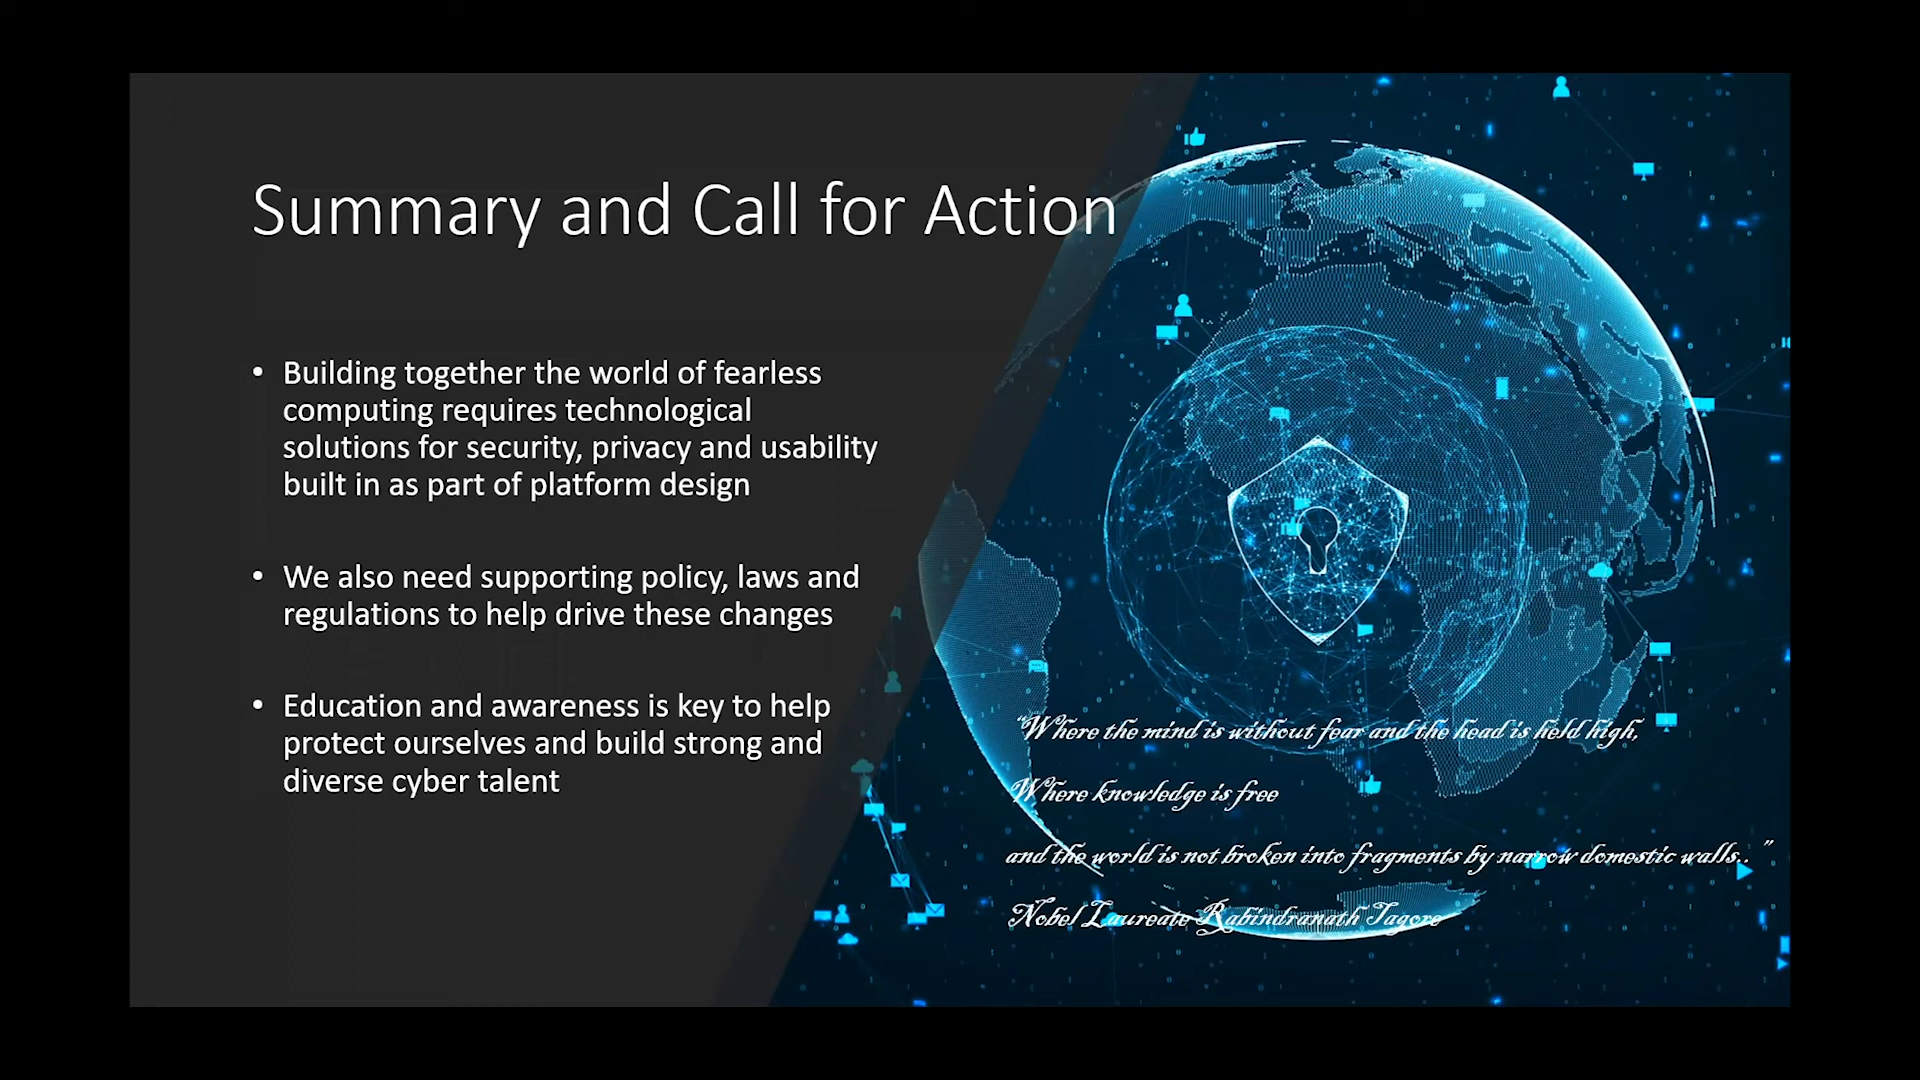 Summary and Call for Action
• Building together the world of fearless
computing requires technological
solutions for security, privacy and usability
built in as part of platform design
• We also need supporting policy, laws and
regulations to help drive these changes
• Education and awareness is key to help
protect ourselves and build strong and
diverse cyber talent
“Where the mind is without fear and the head is held high,
Where knowledge is free
and the world is not broken into fragments by narrow domestic walls.. ”
Nobel Laureate Rabindranath Tagore